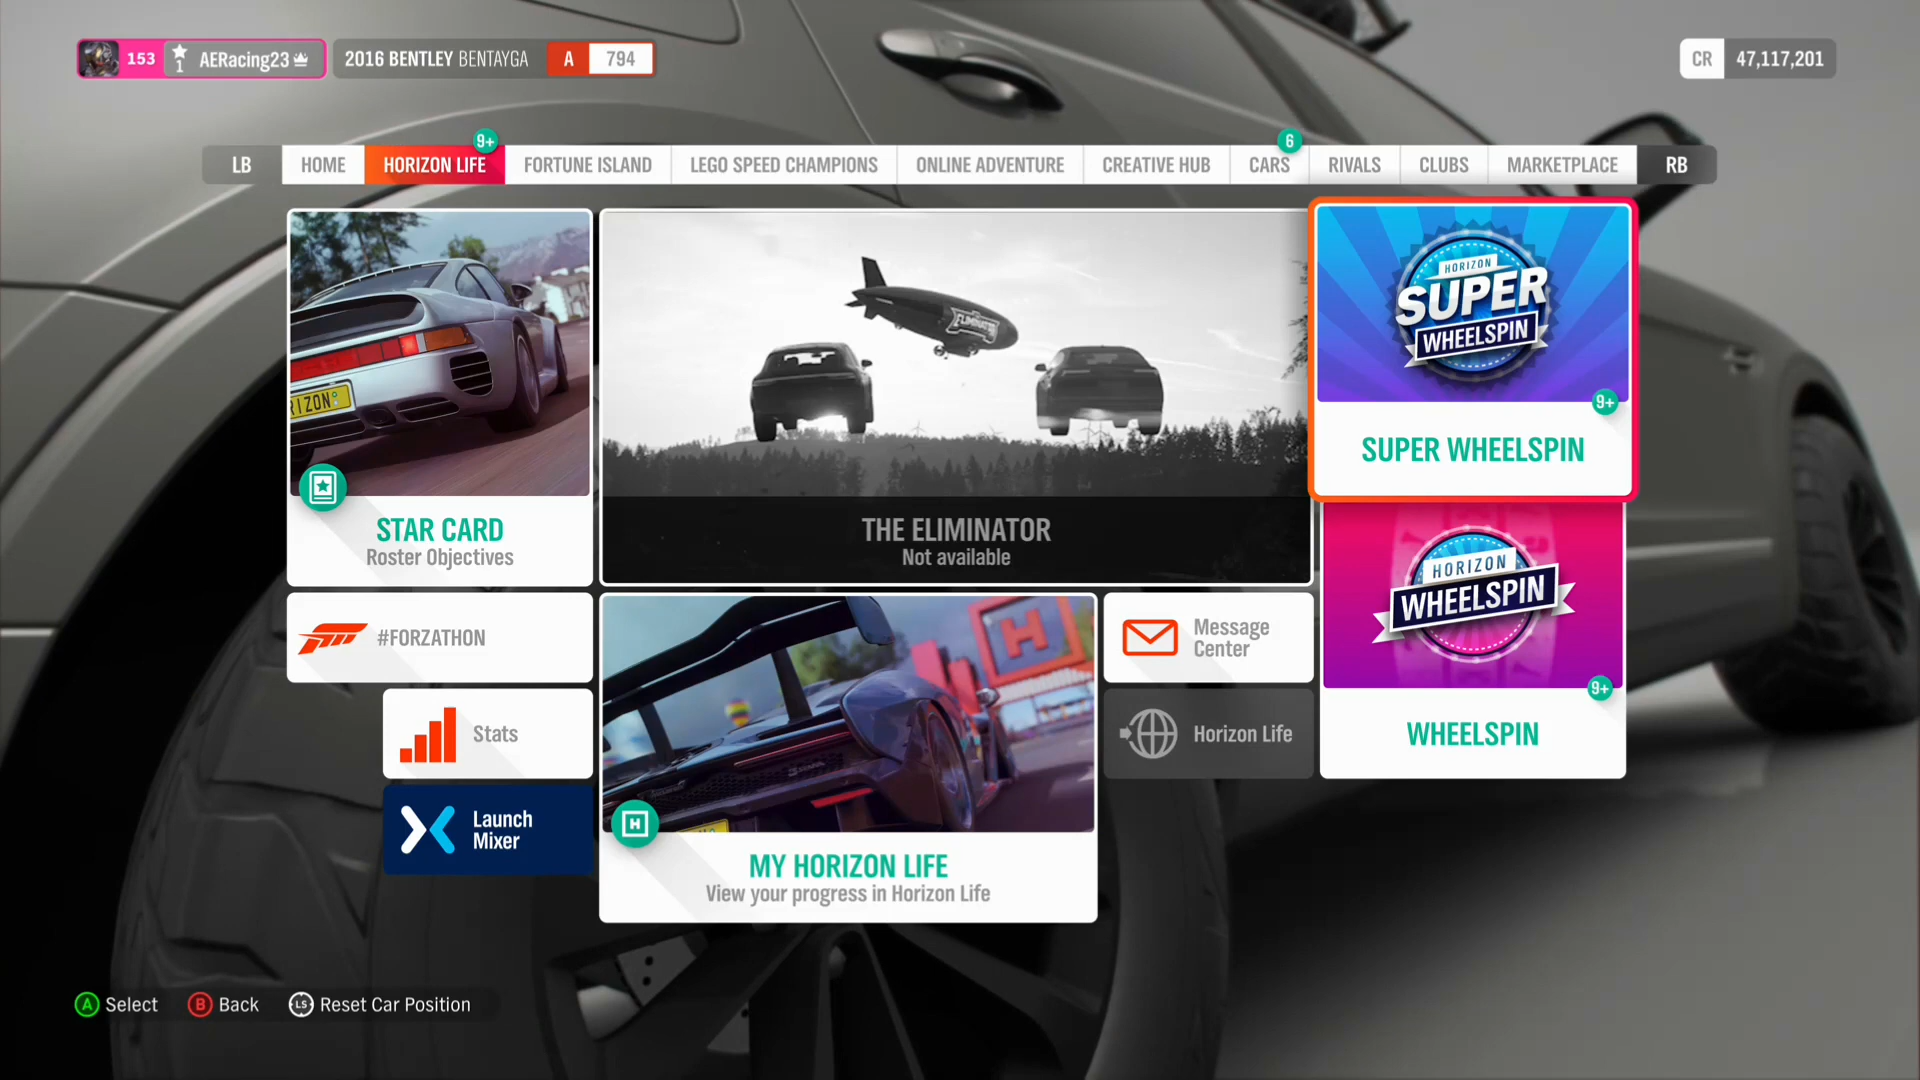 153
1
AERacing23
2016 BENTLEY BENTAYGA
A
794
CR
47,117,201
9+
6
LB
HOME
HORIZON LIFE
FORTUNE ISLAND
LEGO SPEED CHAMPIONS
ONLINE ADVENTURE
CREATIVE HUB
CARS
RIVALS
CLUBS
MARKETPLACE
RB
RIZON
STAR CARD
Roster Objectives
ELIMINATOR
THE ELIMINATOR
Not available
HORIZON
SUPER
WHEELSPIN
9+
SUPER WHEELSPIN
#FORZATHON
Stats
Launch
Mixer
H
H
MY HORIZON LIFE
View your progress in Horizon Life
Message
Center
Horizon Life
HORIZON
WHEELSPIN
9+
WHEELSPIN
A
Select
B
Back
LS
Reset Car Position